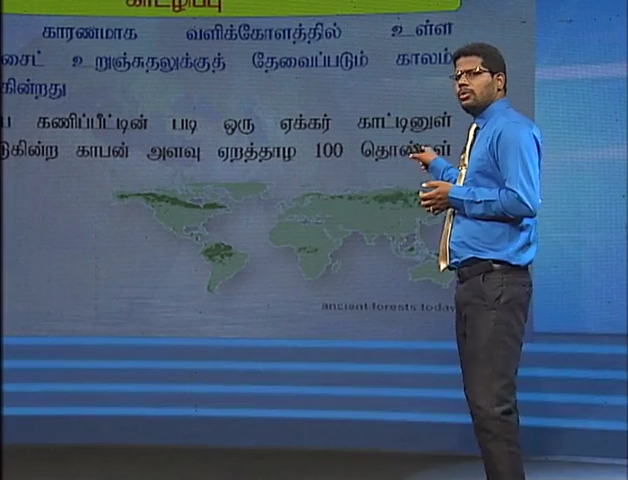 காரணமாக வளிக்கோளத்தில் உள்ள
சைட் உறுஞ்சுதலுக்குத் தேவைப்படும் காலம்
கணிப்பீட்டின் படி ஒரு ஏக்கர் காட்டினுள்
காபன் அளவு ஏறத்தாழ 100
ancient forests today